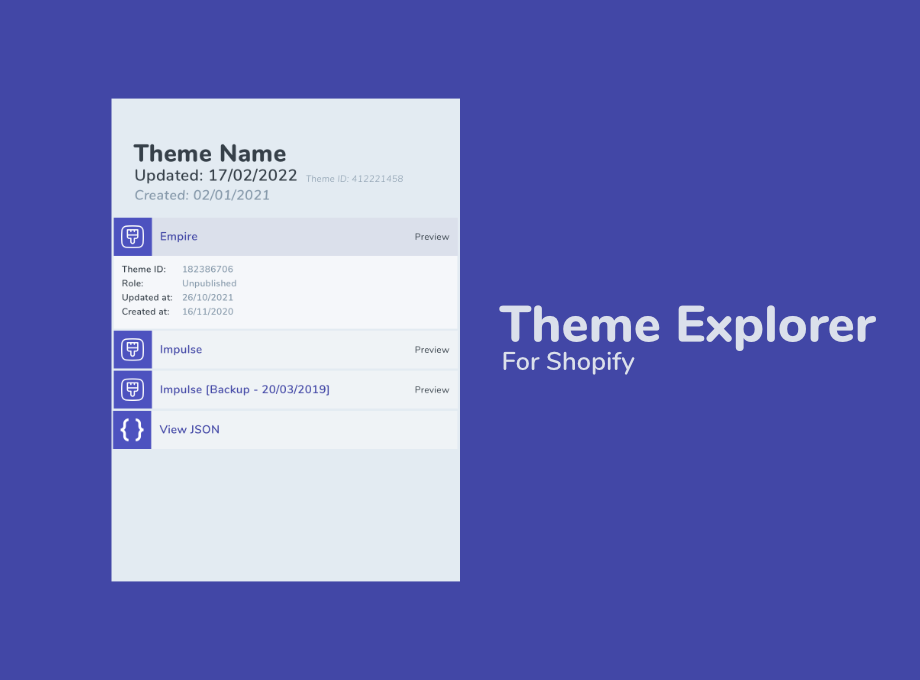 Theme Name
Updated: 17/02/2022 Theme ID: 412221458
Created: 02/01/2021
Empire Preview
Theme ID: 182386706
Role: Unpublished
Updated at: 26/10/2021
Created at: 16/11/2020
Impulse Preview
Impulse [Backup - 20/03/2019] Preview
{ } View JSON
Theme Explorer
For Shopify